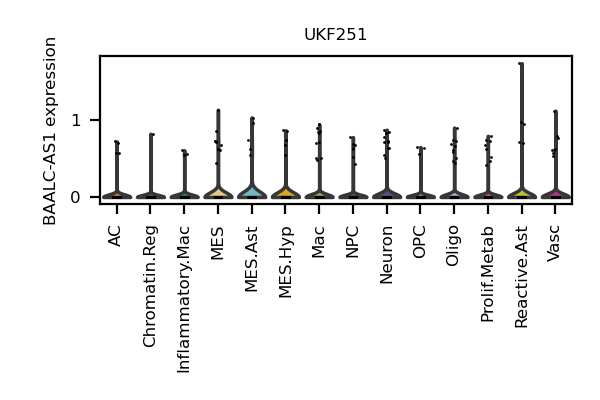 UKF251
BAALC-AS1 expression
1
0
AC
Chromatin.Reg
Inflammatory.Mac
MES
MES.Ast
MES.Hyp
Mac
NPC
Neuron
OPC
Oligo
Prolif.Metab
Reactive.Ast
Vasc